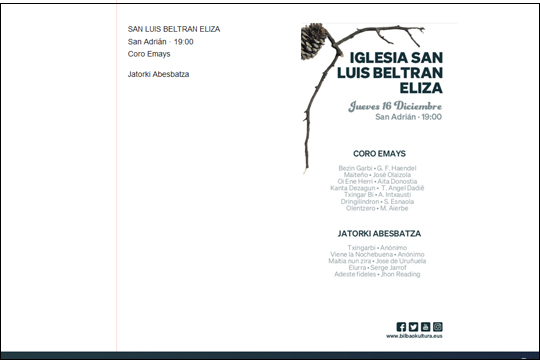 SAN LUIS BELTRAN ELIZA
San Adrián · 19:00
Coro Emays
Jatorki Abesbatza
IGLESIA SAN
LUIS BELTRAN
ELIZA
Jueves 16 Diciembre
San Adrián · 19:00
CORO EMAYS
Bezin Garbi • G. F. Haendel
Maiteño • José Olaizola
Oi Ene Herri • Aita Donostia
Kanta Dezagun • T. Angel Dadié
Txingar Bi • A. Intxausti
Dringilindron • S. Esnaola
Olentzero • M. Aierbe
JATORKI ABESBATZA
Txingarbi • Anónimo
Viene la Nochebuena • Anónimo
Maitia nun zira • Jose de Uruñuela
Elurra • Serge Jarrof
Adeste fideles • Jhon Reading
www.bilbaokultura.eus